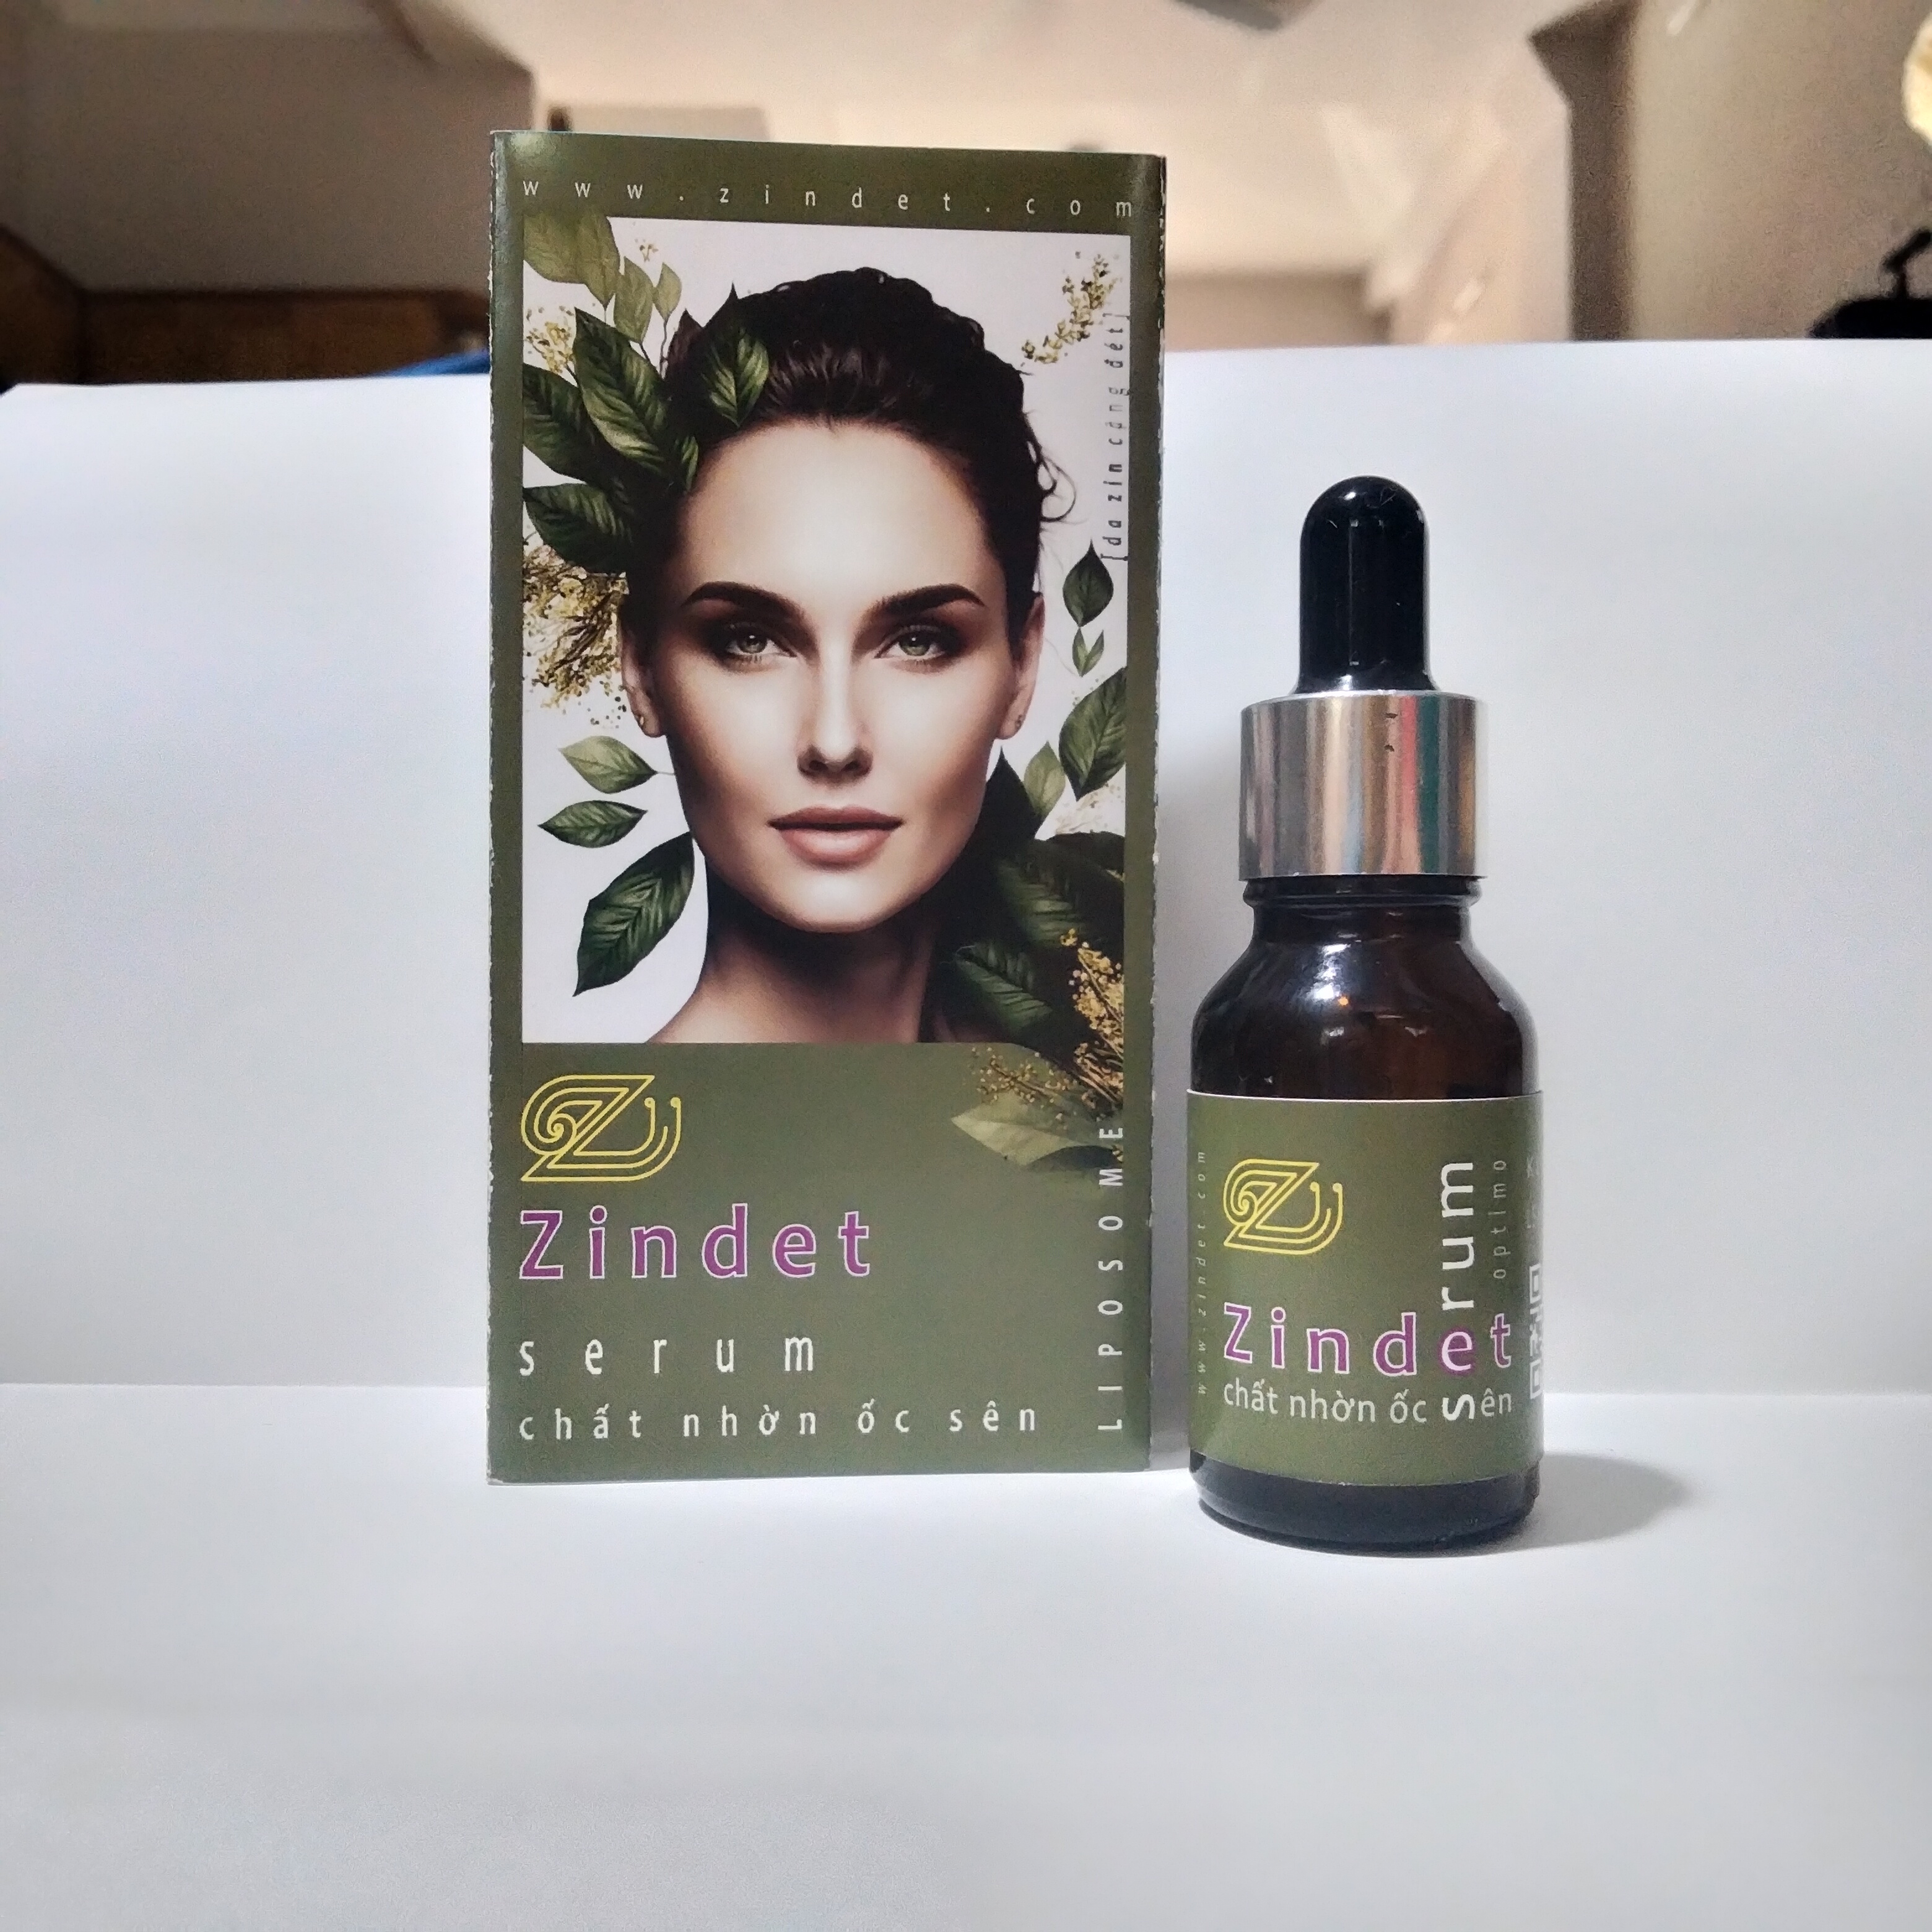 www.zindet.com
[da zin căng đét]
Zindet
serum
chất nhờn ốc sên
LIPOSOME
www.zindet.com
Zindet
serum
optimo
chất nhờn ốc sên